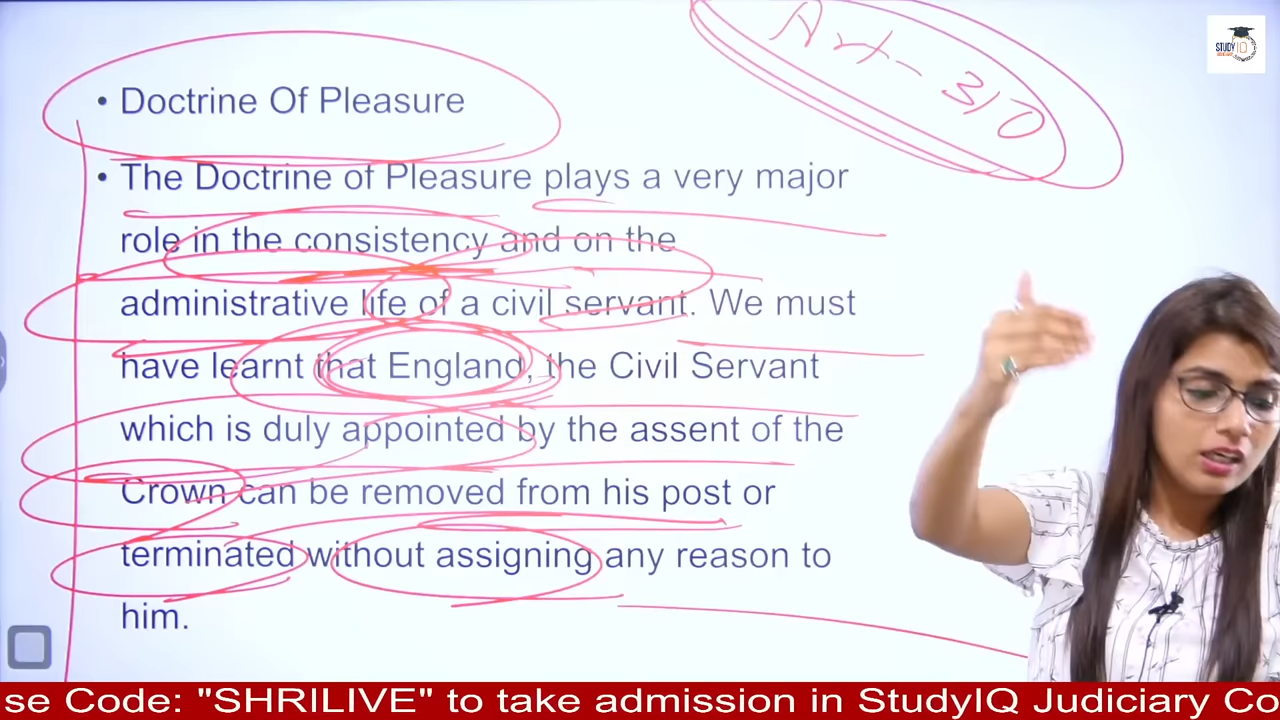 Art-310
STUDY IQ
• Doctrine Of Pleasure
• The Doctrine of Pleasure plays a very major
role in the consistency and on the
administrative life of a civil servant. We must
have learnt that England, the Civil Servant
which is duly appointed by the assent of the
Crown can be removed from his post or
terminated without assigning any reason to
him.
se Code: "SHRILIVE" to take admission in StudyIQ Judiciary Co